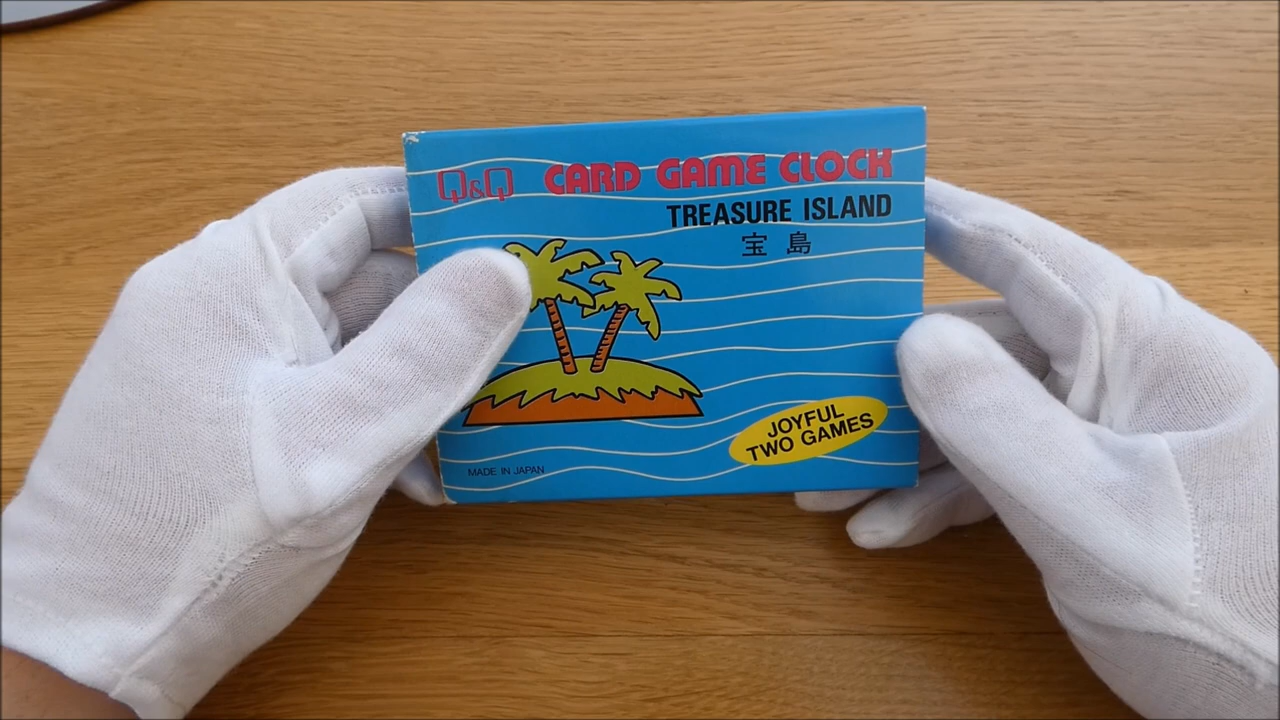 Q&Q CARD GAME CLOCK
TREASURE ISLAND
宝島
JOYFUL
TWO GAMES
MADE IN JAPAN